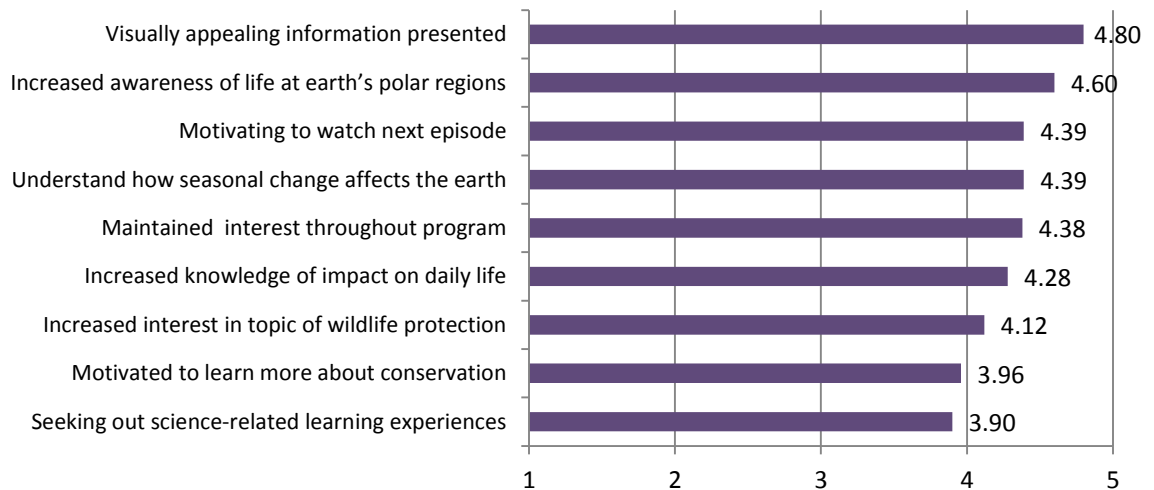 Visually appealing information presented 4.80
Increased awareness of life at earth’s polar regions 4.60
Motivating to watch next episode 4.39
Understand how seasonal change affects the earth 4.39
Maintained  interest throughout program 4.38
Increased knowledge of impact on daily life 4.28
Increased interest in topic of wildlife protection 4.12
Motivated to learn more about conservation 3.96
Seeking out science-related learning experiences 3.90
1 2 3 4 5